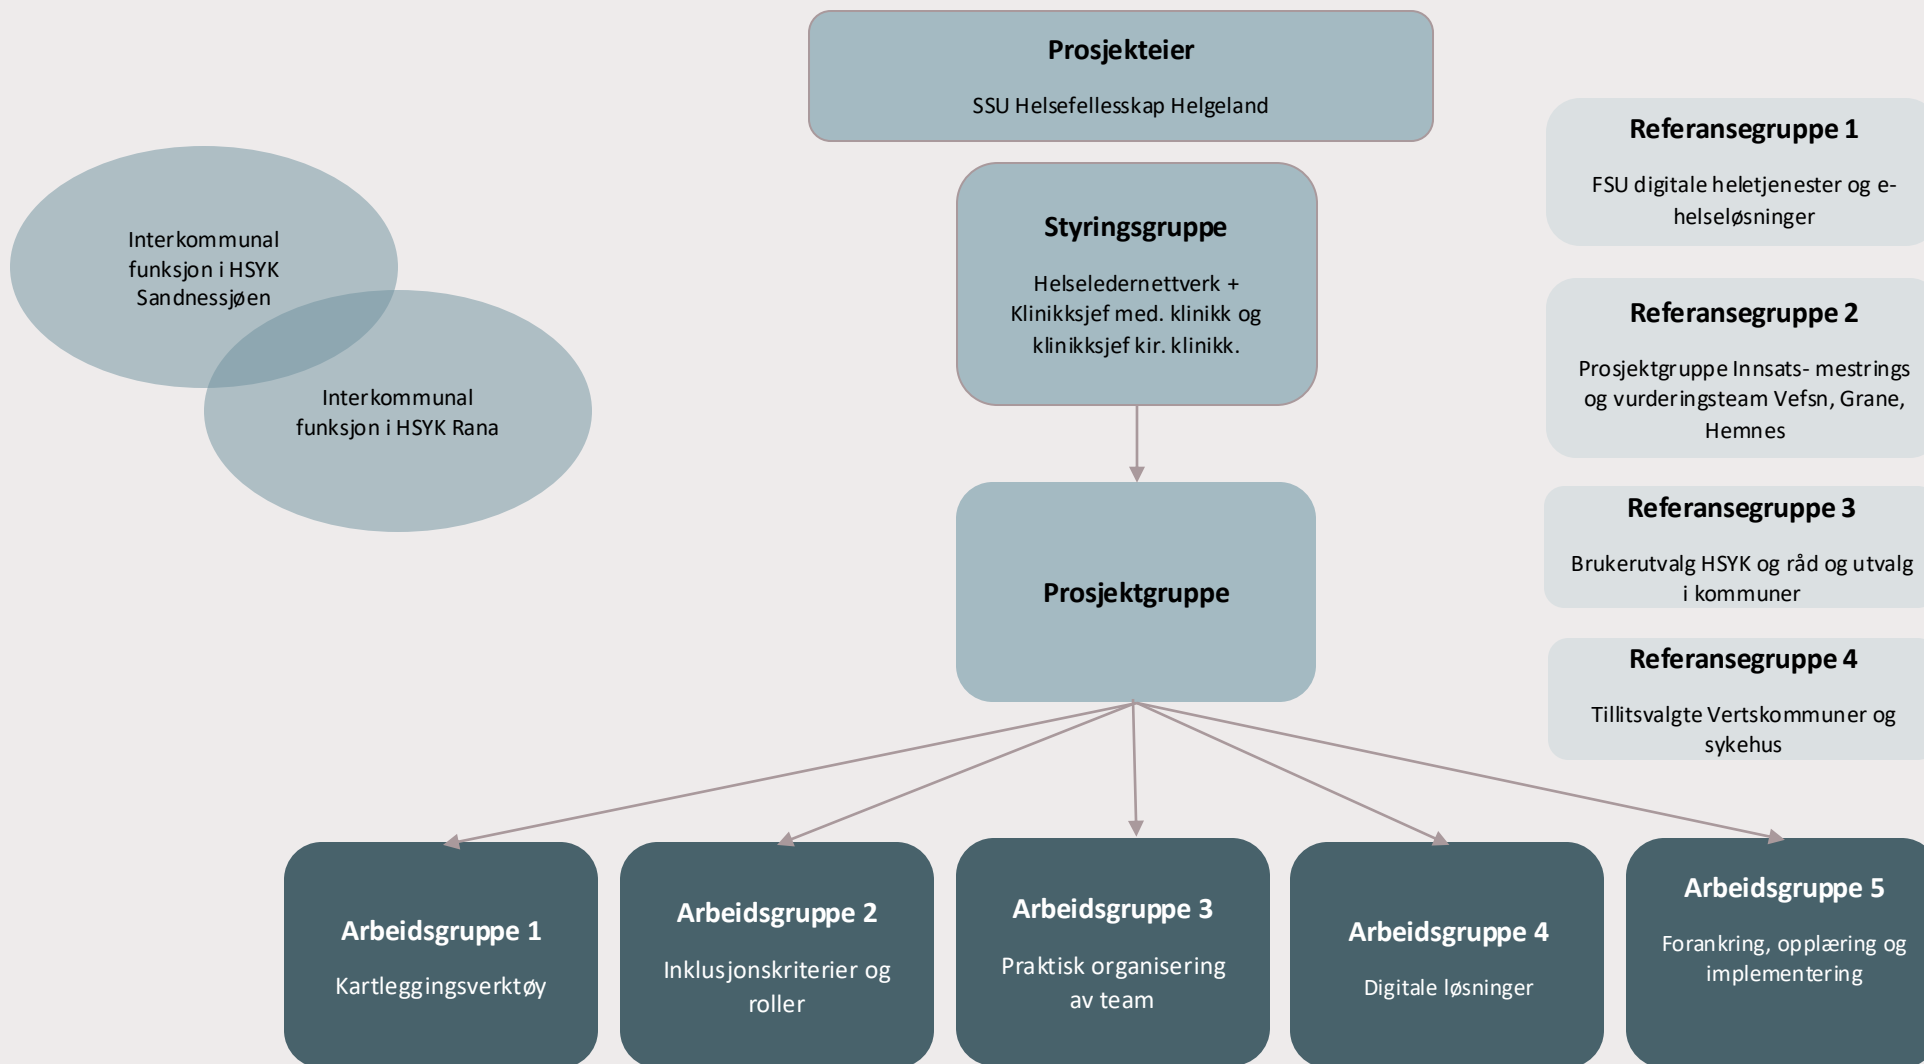 Prosjekteier
SSU Helsefellesskap Helgeland
Styringsgruppe
Helseledernettverk +
Klinikksjef med. klinikk og
klinikksjef kir. klinikk.
Prosjektgruppe
Interkommunal
funksjon i HSYK
Sandnessjøen
Interkommunal
funksjon i HSYK Rana
Referansegruppe 1
FSU digitale heletjenester og e-
helseløsninger
Referansegruppe 2
Prosjektgruppe Innsats- mestrings
og vurderingsteam Vefsn, Grane,
Hemnes
Referansegruppe 3
Brukerutvalg HSYK og råd og utvalg
i kommuner
Referansegruppe 4
Tillitsvalgte Vertskommuner og
sykehus
Arbeidsgruppe 1
Kartleggingsverktøy
Arbeidsgruppe 2
Inklusjonskriterier og
roller
Arbeidsgruppe 3
Praktisk organisering
av team
Arbeidsgruppe 4
Digitale løsninger
Arbeidsgruppe 5
Forankring, opplæring og
implementering